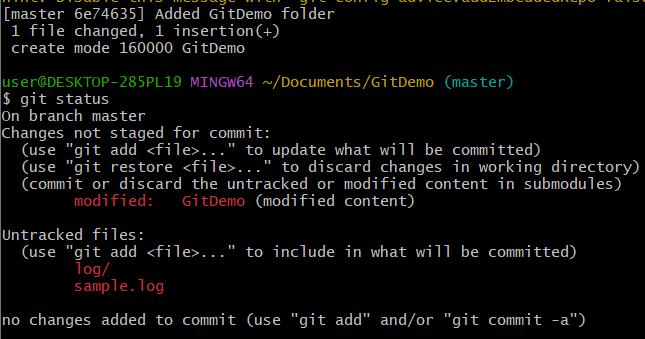 [master 6e74635] Added GitDemo folder
 1 file changed, 1 insertion(+)
 create mode 160000 GitDemo

user@DESKTOP-285PL19 MINGW64 ~/Documents/GitDemo (master)
$ git status
On branch master
Changes not staged for commit:
  (use "git add <file>..." to update what will be committed)
  (use "git restore <file>..." to discard changes in working directory)
  (commit or discard the untracked or modified content in submodules)
        modified:   GitDemo (modified content)

Untracked files:
  (use "git add <file>..." to include in what will be committed)
        log/
        sample.log

no changes added to commit (use "git add" and/or "git commit -a")